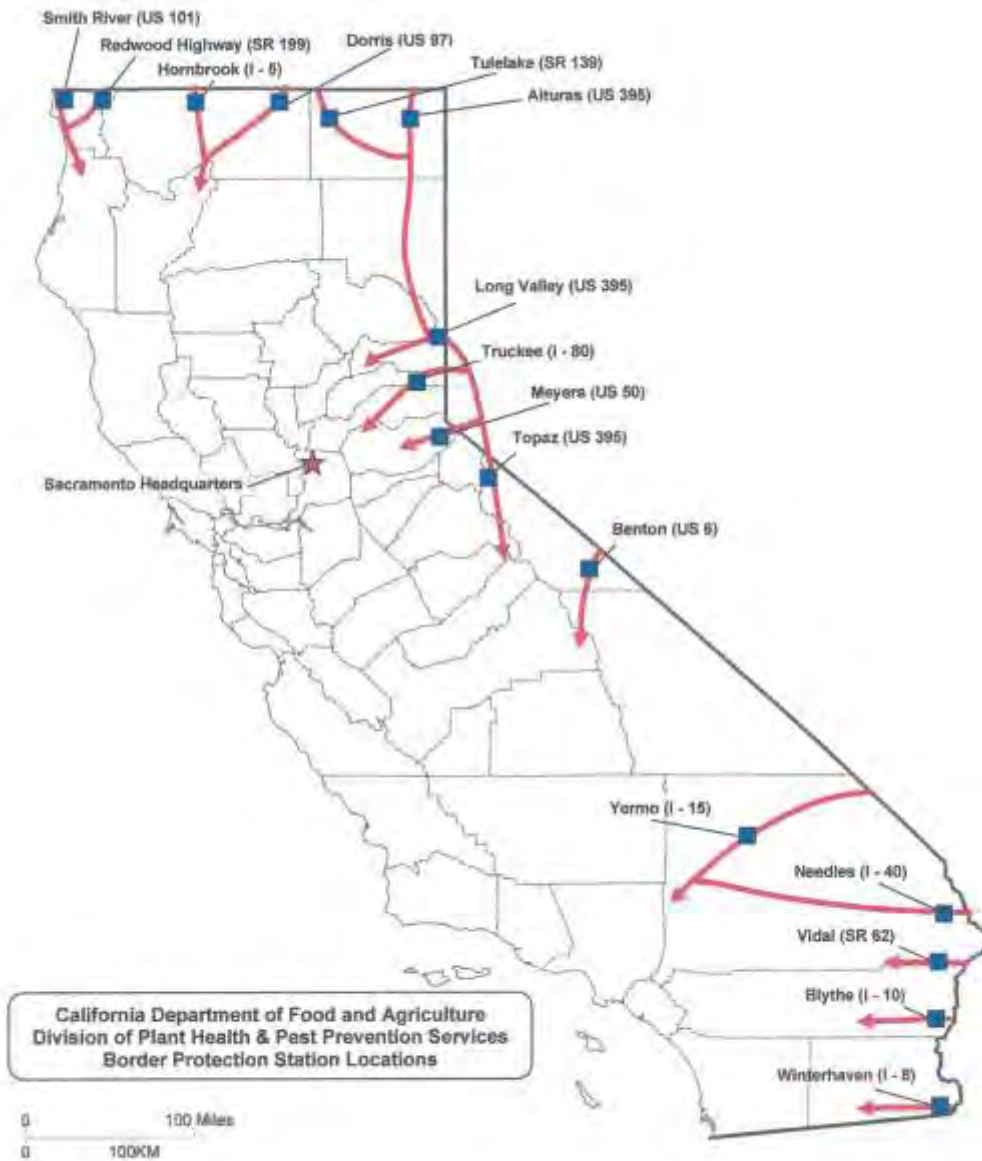 Smith River (US 101)
Redwood Highway (SR 199)
Hornbrook (I - 5)
Dorris (US 97)
Tulelake (SR 139)
Alturas (US 395)
Long Valley (US 395)
Truckee (I - 80)
Meyers (US 50)
Topaz (US 395)
Sacramento Headquarters
Benton (US 6)
Yermo (I - 15)
Needles (I - 40)
Vidal (SR 62)
Blythe (I - 10)
Winterhaven (I - 8)
California Department of Food and Agriculture
Division of Plant Health & Pest Prevention Services
Border Protection Station Locations
0 100 Miles
0 100KM